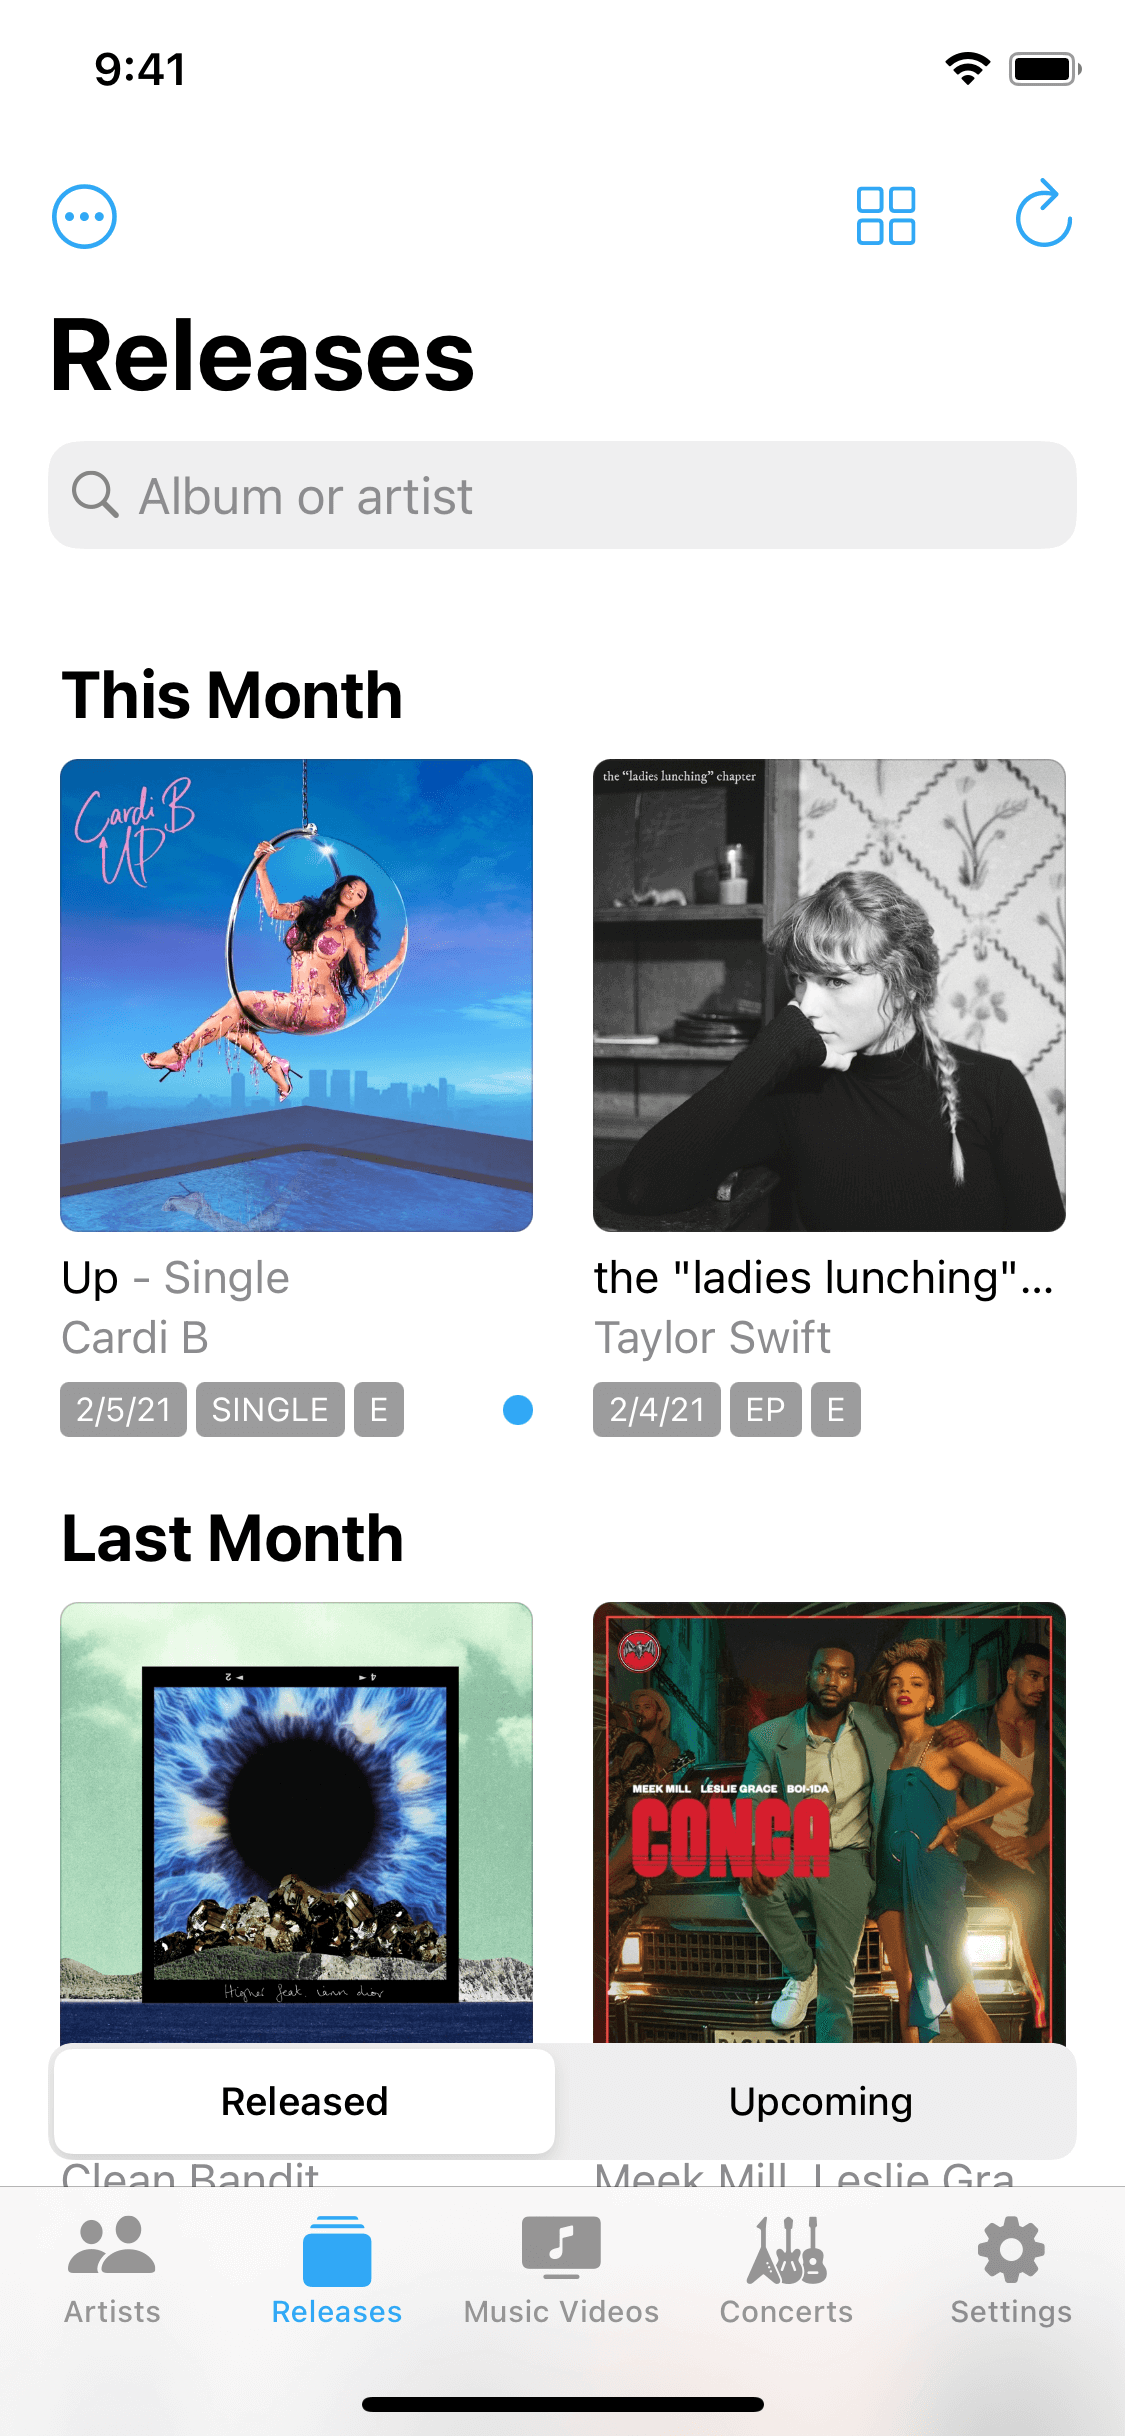 9:41
Releases
Album or artist
This Month
Cardi B
UP
the “ladies lunching” chapter
Up - Single
the "ladies lunching"...
Cardi B
Taylor Swift
2/5/21 SINGLE E
2/4/21 EP E
Last Month
2
4
MEEK MILL LESLIE GRACE BOI-1DA
CONGA
Higher feat. iann dior
BACARDI
Released
Upcoming
Clean Bandit
Meek Mill, Leslie Gra
Artists
Releases
Music Videos
Concerts
Settings